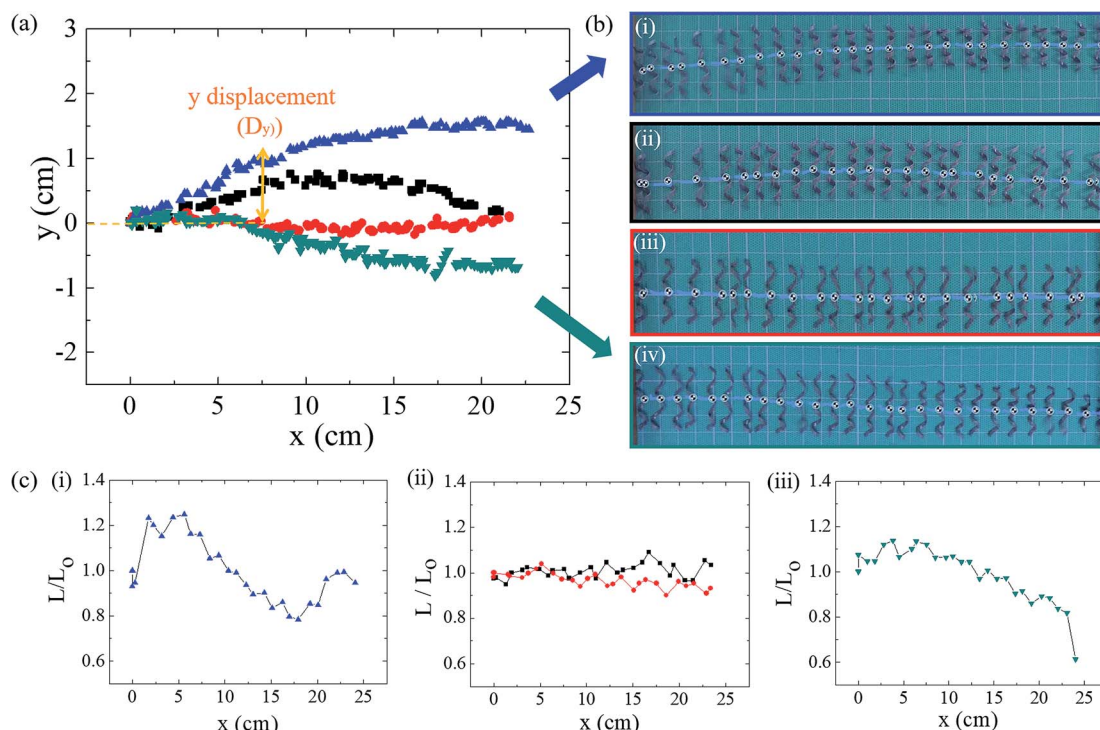 (a)
3
2
1
0
-1
-2
y (cm)
y displacement
(Dy))
0 5 10 15 20 25
x (cm)
(b)
(i)
(ii)
(iii)
(iv)
(c) (i)
1.4
1.2
1.0
0.8
0.6
L/Lo
0 5 10 15 20 25
x (cm)
(ii)
1.4
1.2
1.0
0.8
0.6
L / Lo
0 5 10 15 20 25
x (cm)
(iii)
1.4
1.2
1.0
0.8
0.6
L/Lo
0 5 10 15 20 25
x (cm)